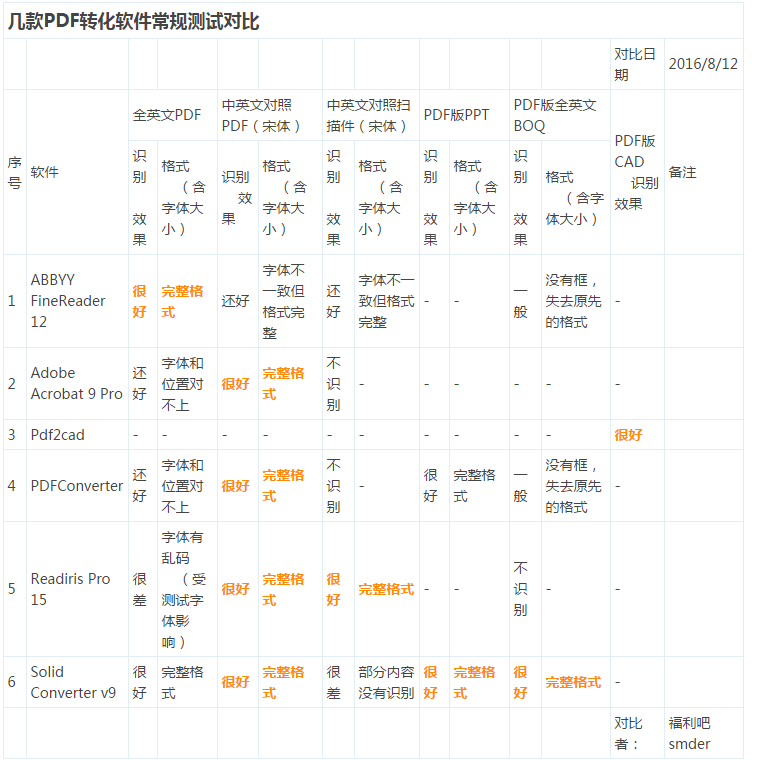 几款PDF转化软件常规测试对比
对比日
期
2016/8/12
序
号
软件
全英文PDF
中英文对照
PDF（宋体）
中英文对照扫
描件（宋体）
PDF版PPT
PDF版全英文
BOQ
PDF版
CAD
识别
效果
备注
识
别
效
果
格式
（含
字体大
小）
识别
效
果
格式
（含
字体大
小）
识
别
效
果
格式
（含
字体大
小）
识
别
效
果
格式
（含
字体大
小）
识
别
效
果
格式
（含字
体大小）
1
ABBYY
FineReader
12
很
好
完整格
式
还好
字体不
一致但
格式完
整
还
好
字体不一
致但格式
完整
-
-
一
般
没有框，
失去原先
的格式
-
2
Adobe
Acrobat 9 Pro
还
好
字体和
位置对
不上
很好
完整格
式
不
识
别
-
-
-
-
-
-
3
Pdf2cad
-
-
-
-
-
-
-
-
-
-
很好
4
PDFConverter
还
好
字体和
位置对
不上
很好
完整格
式
不
识
别
-
很
好
完整格
式
一
般
没有框，
失去原先
的格式
-
5
Readiris Pro
15
很
差
字体有
乱码
（受
测试字
体影
响）
很好
完整格
式
很
好
完整格式
-
-
不
识
别
-
-
6
Solid
Converter v9
很
好
完整格
式
很好
完整格
式
很
差
部分内容
没有识别
很
好
完整格
式
很
好
完整格式
-
对比
者：
福利吧
smder